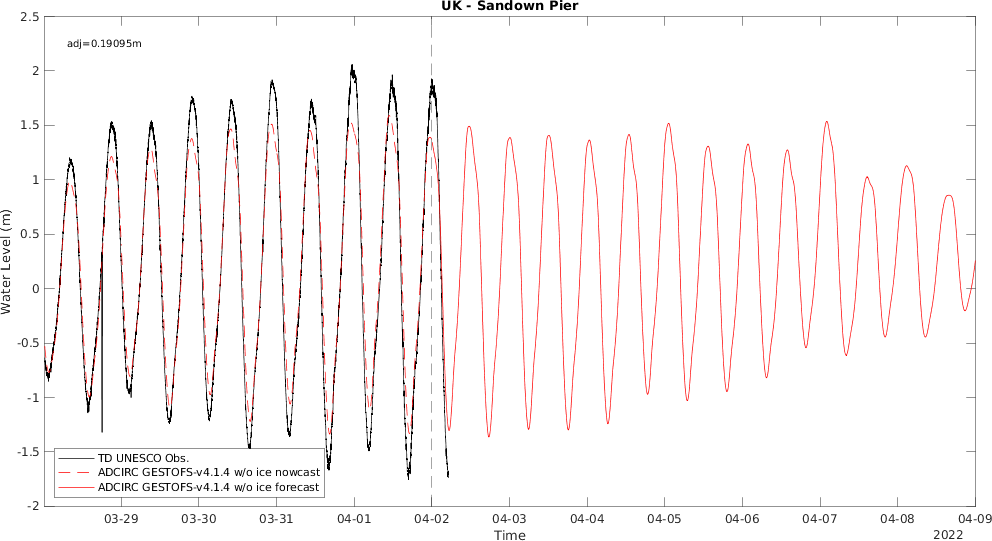 UK - Sandown Pier
adj=0.19095m
Water Level (m)
2.5
2
1.5
1
0.5
0
-0.5
-1
-1.5
-2
TD UNESCO Obs.
ADCIRC GESTOFS-v4.1.4 w/o ice nowcast
ADCIRC GESTOFS-v4.1.4 w/o ice forecast
03-29 03-30 03-31 04-01 04-02 04-03 04-04 04-05 04-06 04-07 04-08 04-09
Time
2022